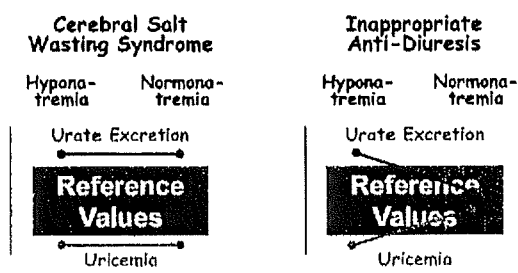 Cerebral Salt
Wasting Syndrome
Hypona-
tremia
Normona-
tremia
Urate Excretion
Reference
Values
Uricemia
Inappropriate
Anti-Diuresis
Hypona-
tremia
Normona-
tremia
Urate Excretion
Reference
Values
Uricemia